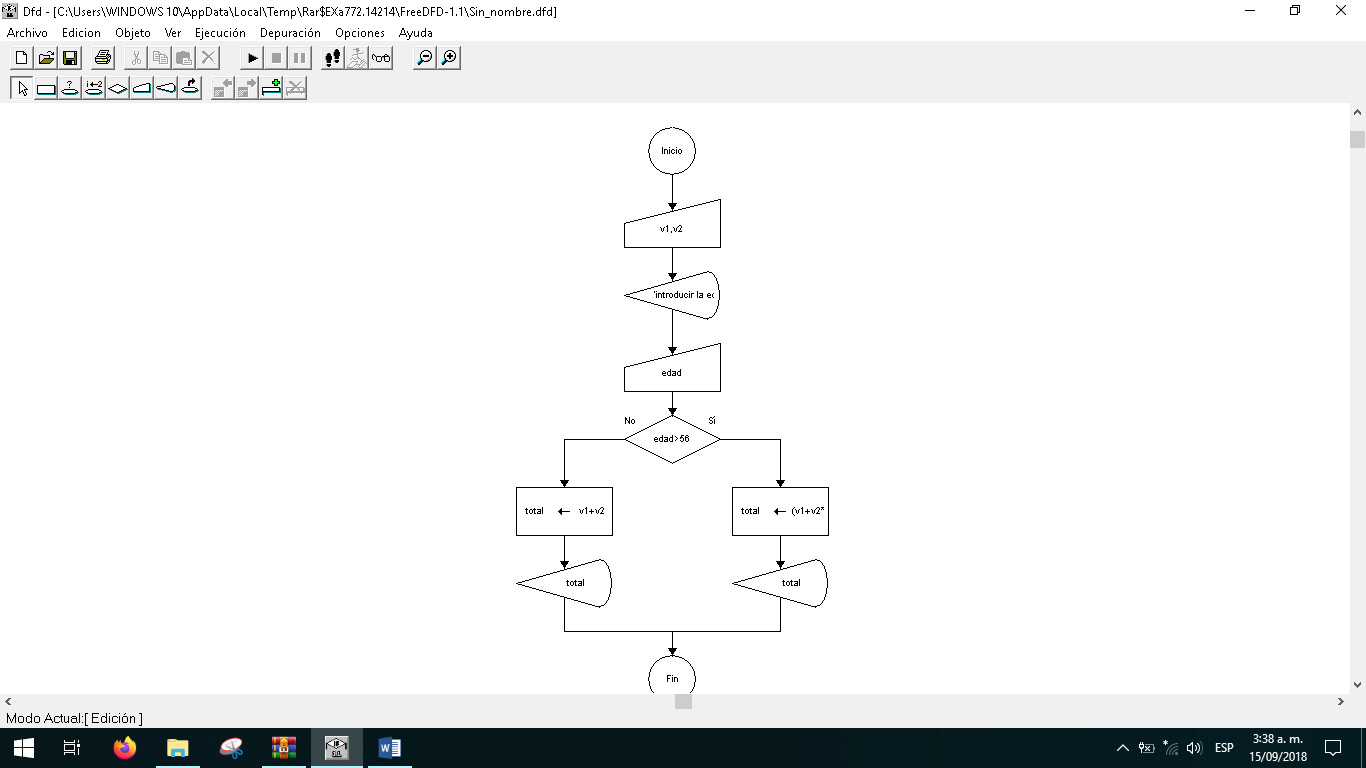 Dfd - [C:\Users\WINDOWS 10\AppData\Local\Temp\Rar$EXa772.14214\FreeDFD-1.1\Sin_nombre.dfd]
Archivo Edicion Objeto Ver Ejecución Depuración Opciones Ayuda
Inicio
v1,v2
'introducir la ec
edad
No Sí
edad>56
total ← v1+v2 total ← (v1+v2*
total total
Fin
Modo Actual:[ Edición ]
ESP 3:38 a. m.
15/09/2018